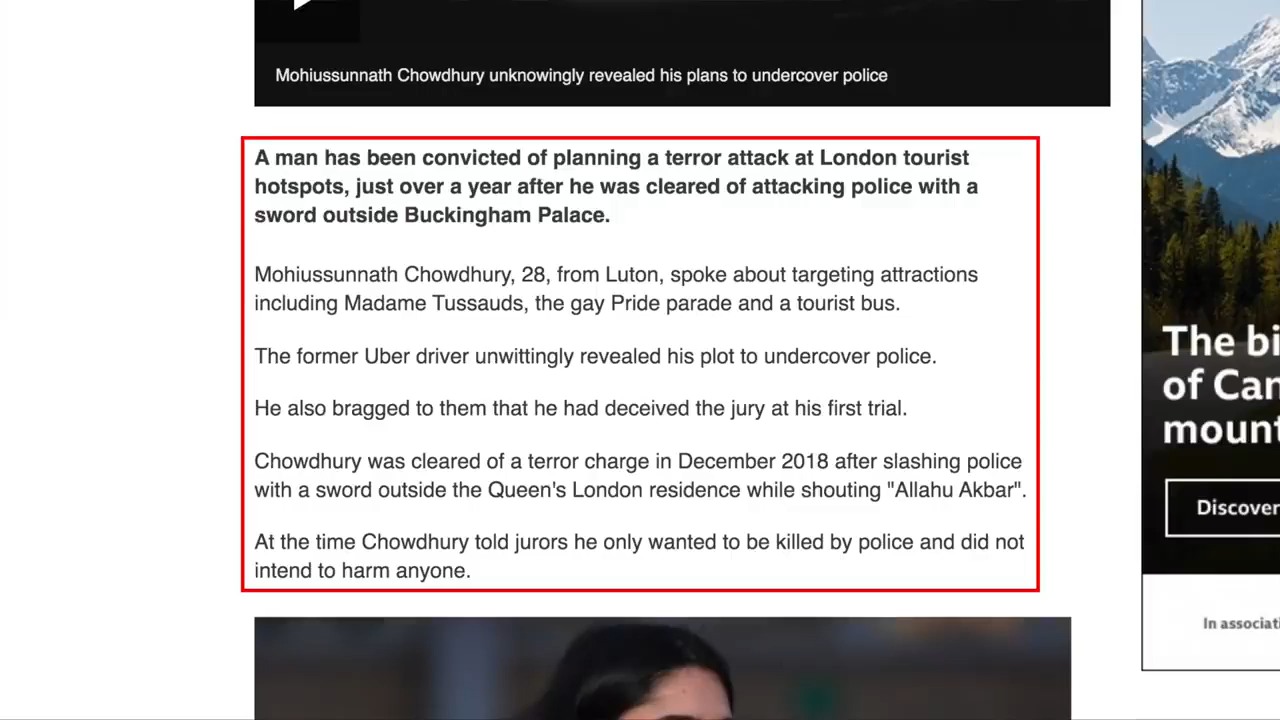 Mohiussunnath Chowdhury unknowingly revealed his plans to undercover police
A man has been convicted of planning a terror attack at London tourist
hotspots, just over a year after he was cleared of attacking police with a
sword outside Buckingham Palace.
Mohiussunnath Chowdhury, 28, from Luton, spoke about targeting attractions
including Madame Tussauds, the gay Pride parade and a tourist bus.
The former Uber driver unwittingly revealed his plot to undercover police.
He also bragged to them that he had deceived the jury at his first trial.
Chowdhury was cleared of a terror charge in December 2018 after slashing police
with a sword outside the Queen's London residence while shouting "Allahu Akbar".
At the time Chowdhury told jurors he only wanted to be killed by police and did not
intend to harm anyone.
The bi
of Can
mount
Discover
In associati